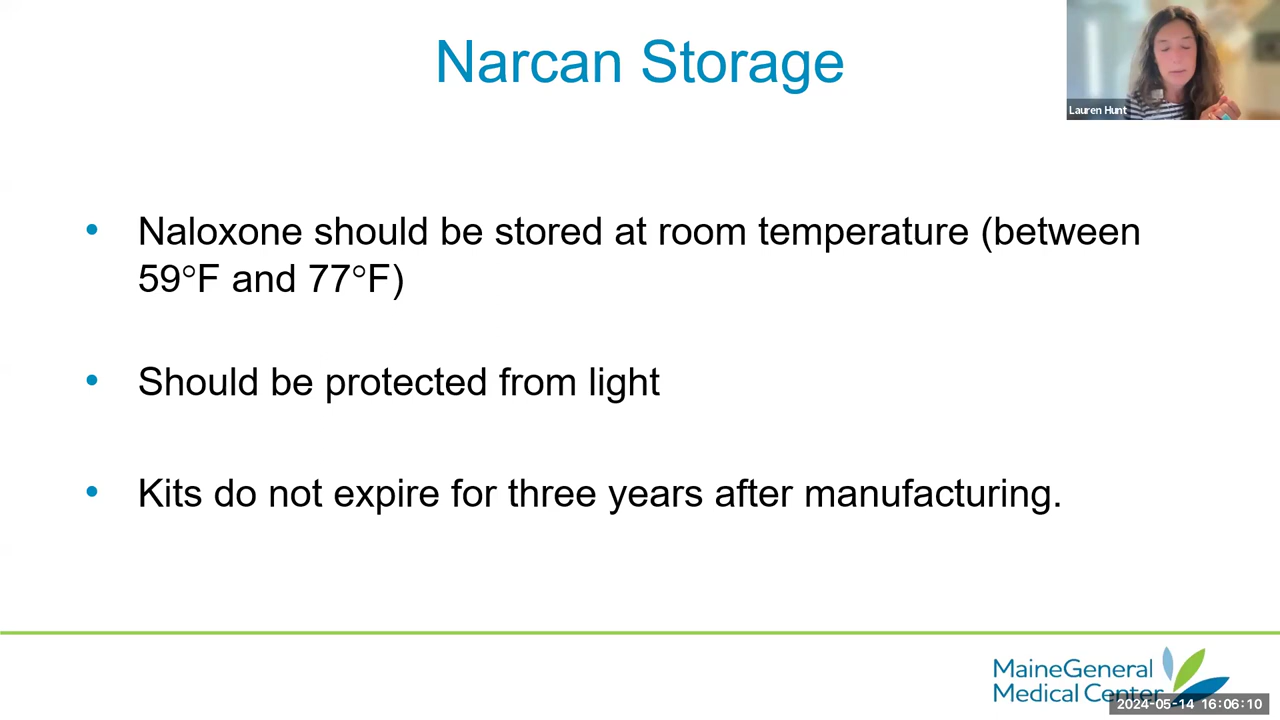 Narcan Storage
Lauren Hunt
• Naloxone should be stored at room temperature (between
59°F and 77°F)
• Should be protected from light
• Kits do not expire for three years after manufacturing.
MaineGeneral
Medical Center
2024-05-14 16:06:10